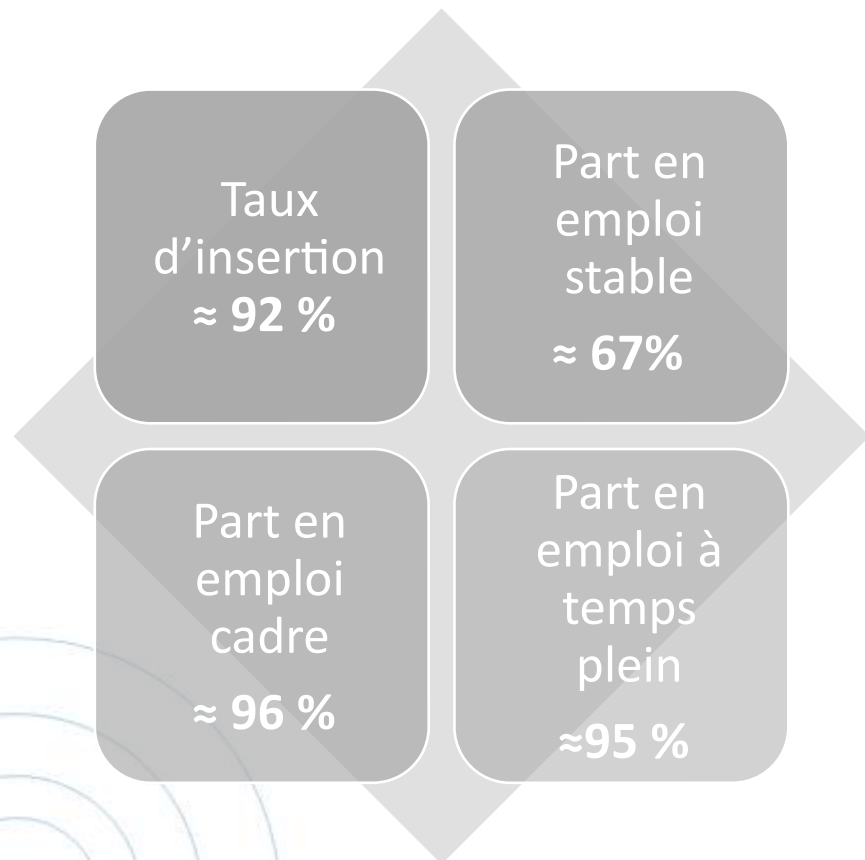 Taux
d’insertion
≈ 92 %
Part en
emploi
stable
≈ 67%
Part en
emploi
cadre
≈ 96 %
Part en
emploi à
temps
plein
≈95 %